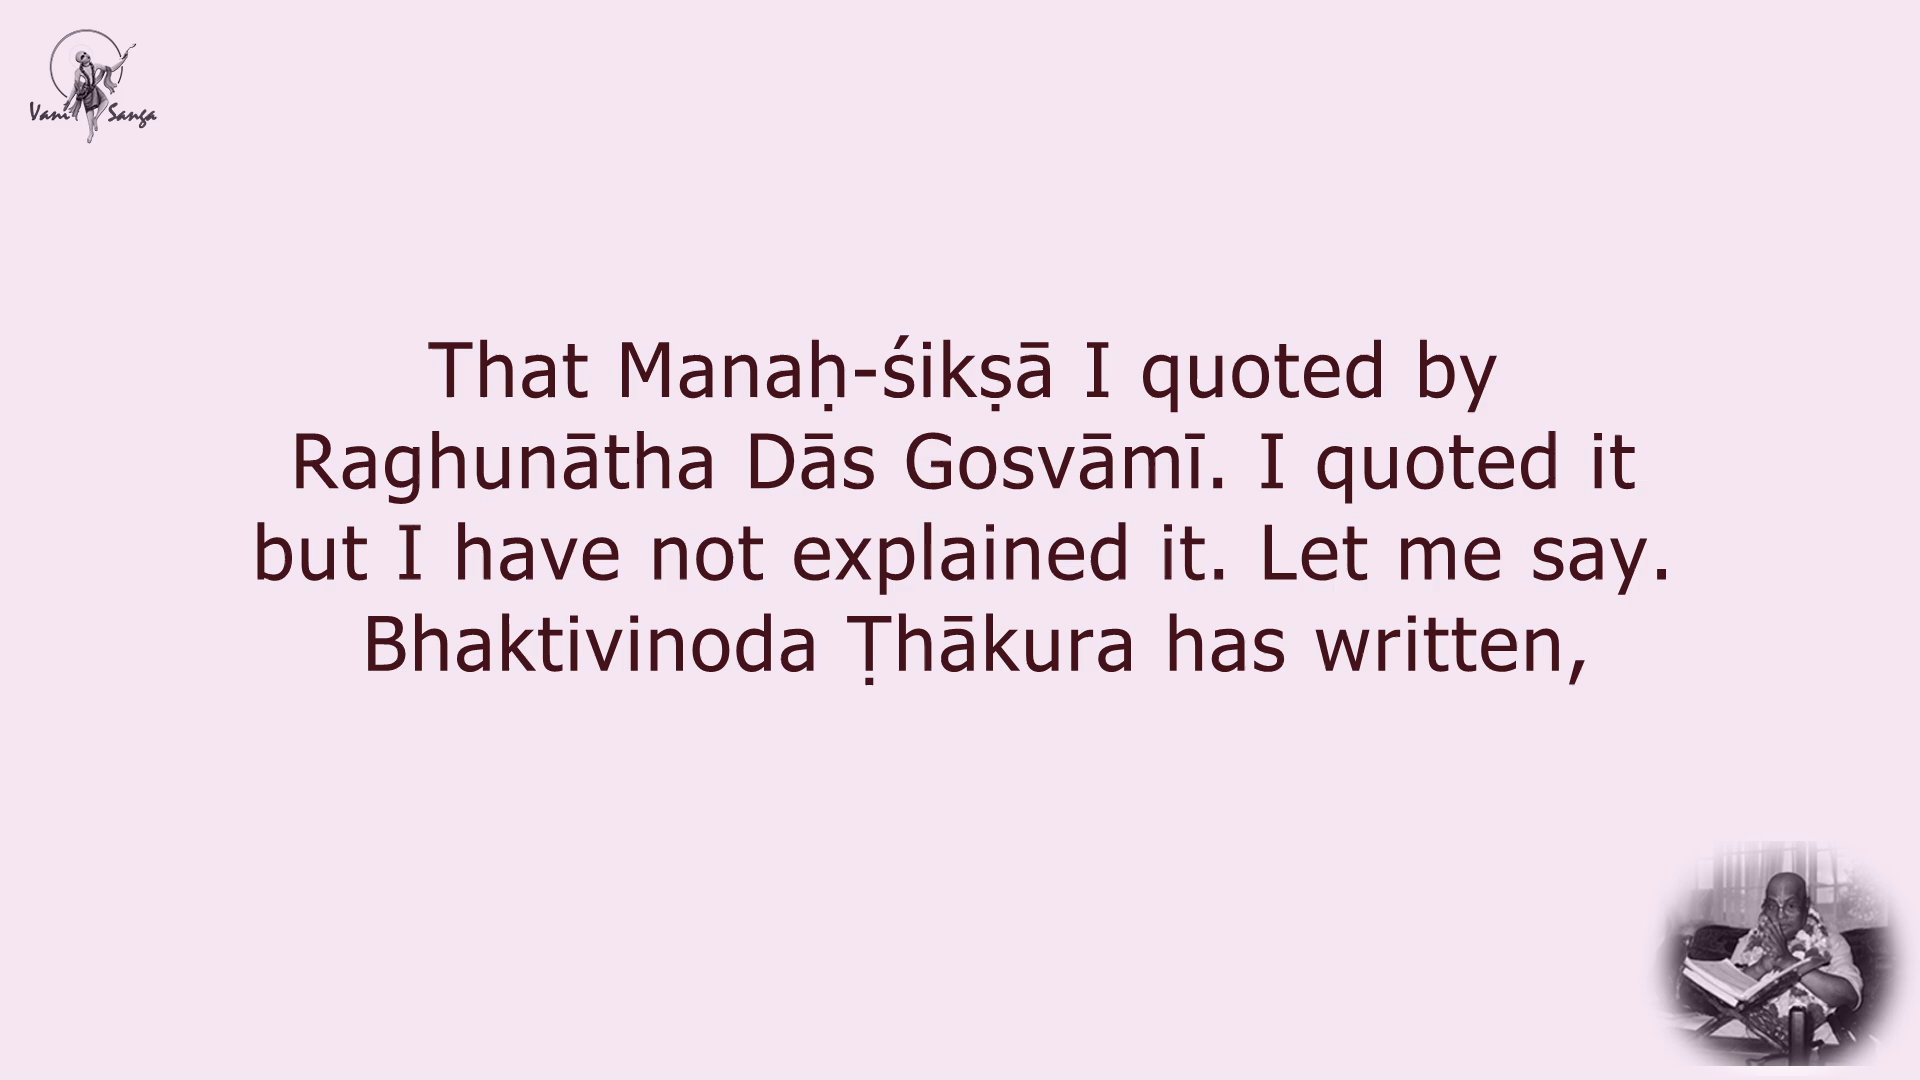 Vani Sanga
That Manaḥ-śikṣā I quoted by
Raghunātha Dās Gosvāmī. I quoted it
but I have not explained it. Let me say.
Bhaktivinoda Ṭhākura has written,